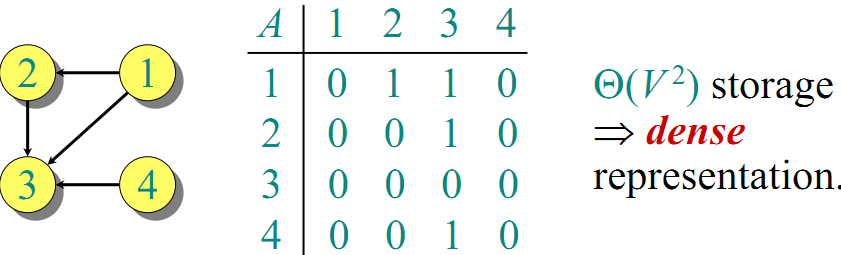 2 1
3 4
A 1 2 3 4
1 0 1 1 0
2 0 0 1 0
3 0 0 0 0
4 0 0 1 0
Θ(V²) storage
⇒ dense
representation.